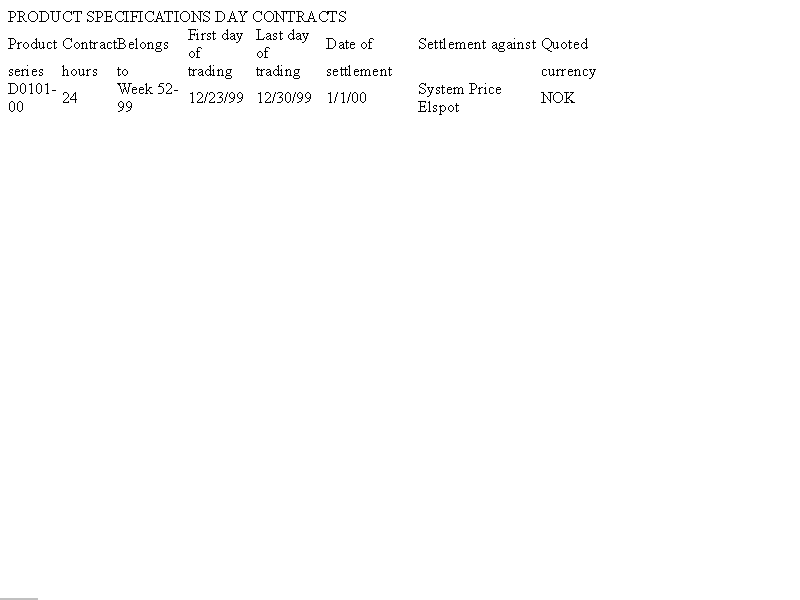 PRODUCT SPECIFICATIONS DAY CONTRACTS
Product Contract Belongs First day of trading Last day of trading Date of Settlement against Quoted
series hours to settlement currency
D0101-00 24 Week 52-99 12/23/99 12/30/99 1/1/00 System Price Elspot NOK